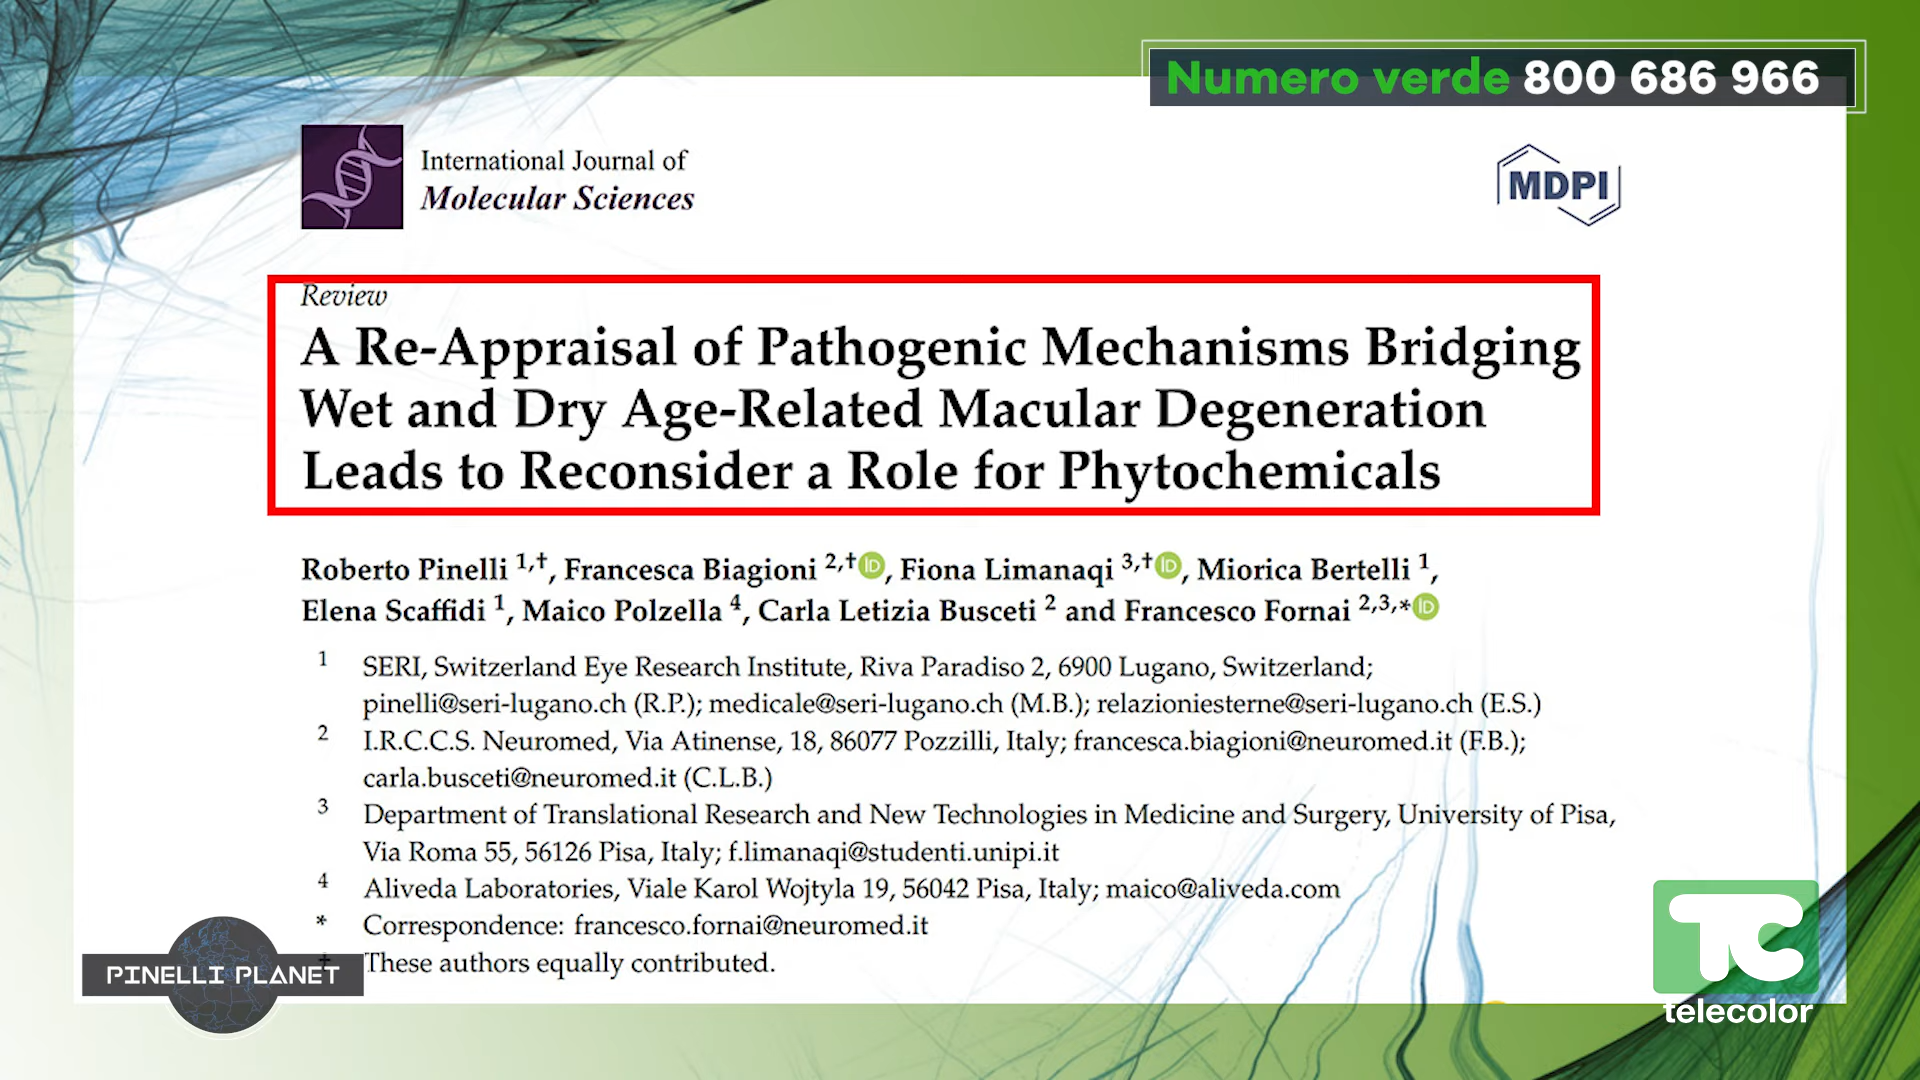 Numero verde 800 686 966
International Journal of
Molecular Sciences
MDPI
Review
A Re-Appraisal of Pathogenic Mechanisms Bridging
Wet and Dry Age-Related Macular Degeneration
Leads to Reconsider a Role for Phytochemicals
Roberto Pinelli 1,†, Francesca Biagioni 2,† iD, Fiona Limanaqi 3,† iD, Miorica Bertelli 1,
Elena Scaffidi 1, Maico Polzella 4, Carla Letizia Busceti 2 and Francesco Fornai 2,3,* iD
1 SERI, Switzerland Eye Research Institute, Riva Paradiso 2, 6900 Lugano, Switzerland;
pinelli@seri-lugano.ch (R.P.); medicale@seri-lugano.ch (M.B.); relazioniesterne@seri-lugano.ch (E.S.)
2 I.R.C.C.S. Neuromed, Via Atinense, 18, 86077 Pozzilli, Italy; francesca.biagioni@neuromed.it (F.B.);
carla.busceti@neuromed.it (C.L.B.)
3 Department of Translational Research and New Technologies in Medicine and Surgery, University of Pisa,
Via Roma 55, 56126 Pisa, Italy; f.limanaqi@studenti.unipi.it
4 Aliveda Laboratories, Viale Karol Wojtyla 19, 56042 Pisa, Italy; maico@aliveda.com
* Correspondence: francesco.fornai@neuromed.it
† These authors equally contributed.
PINELLI PLANET
TC
telecolor